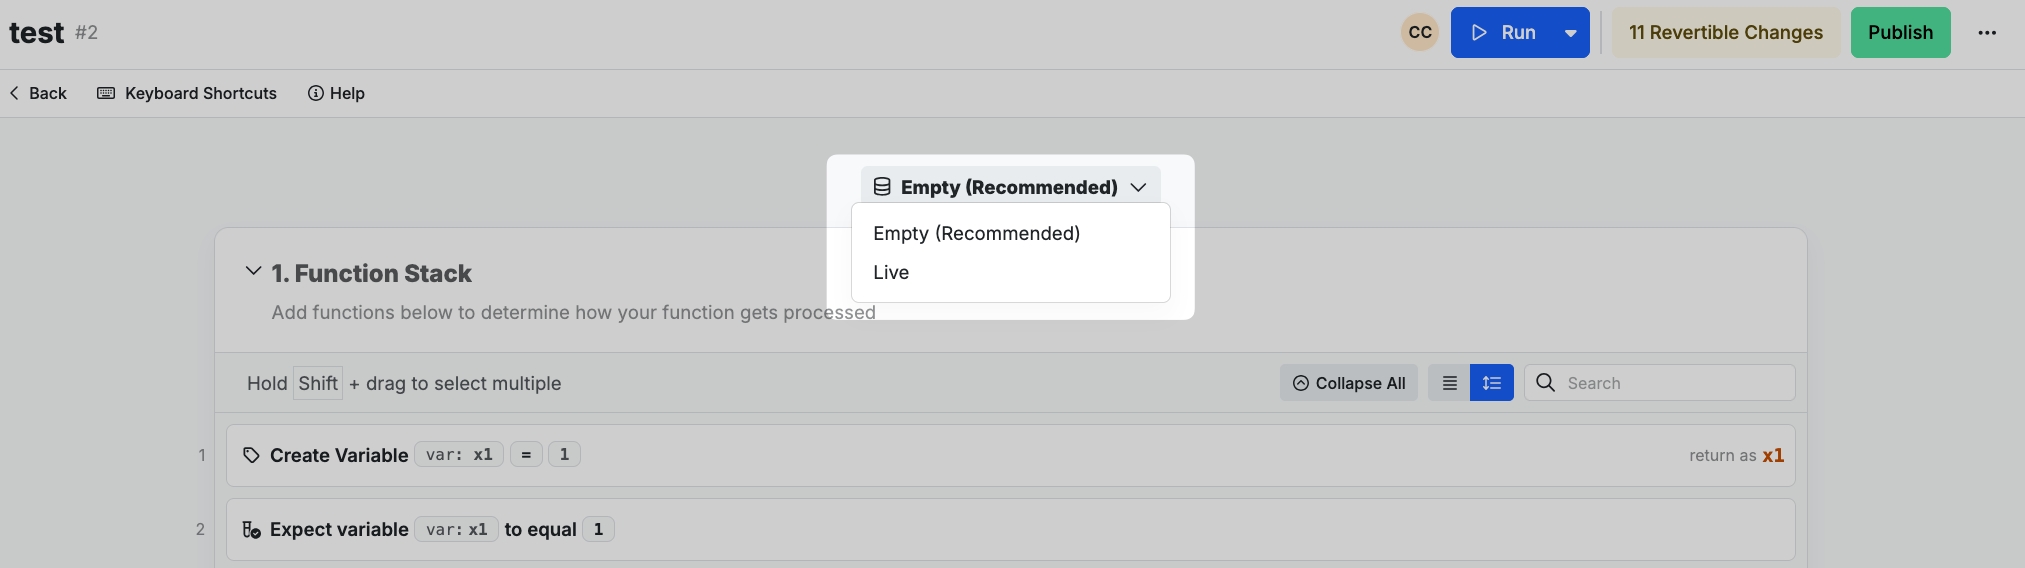 test #2
CC
Run
11 Revertible Changes
Publish
Back
Keyboard Shortcuts
Help
Empty (Recommended)
Empty (Recommended)
Live
1. Function Stack
Add functions below to determine how your function gets processed
Hold Shift + drag to select multiple
Collapse All
Search
1 Create Variable var: x1 = 1 return as x1
2 Expect variable var: x1 to equal 1